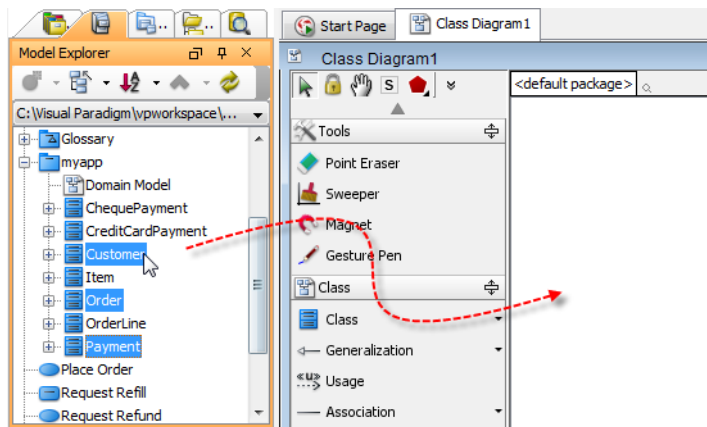 Start Page
Class Diagram1
Model Explorer
C:\Visual Paradigm\vpworkspace\...
Glossary
myapp
Domain Model
ChequePayment
CreditCardPayment
Customer
Item
Order
OrderLine
Payment
Place Order
Request Refill
Request Refund
Class Diagram1
S
<default package>
Tools
Point Eraser
Sweeper
Magnet
Gesture Pen
Class
Class
Generalization
«U»
Usage
Association